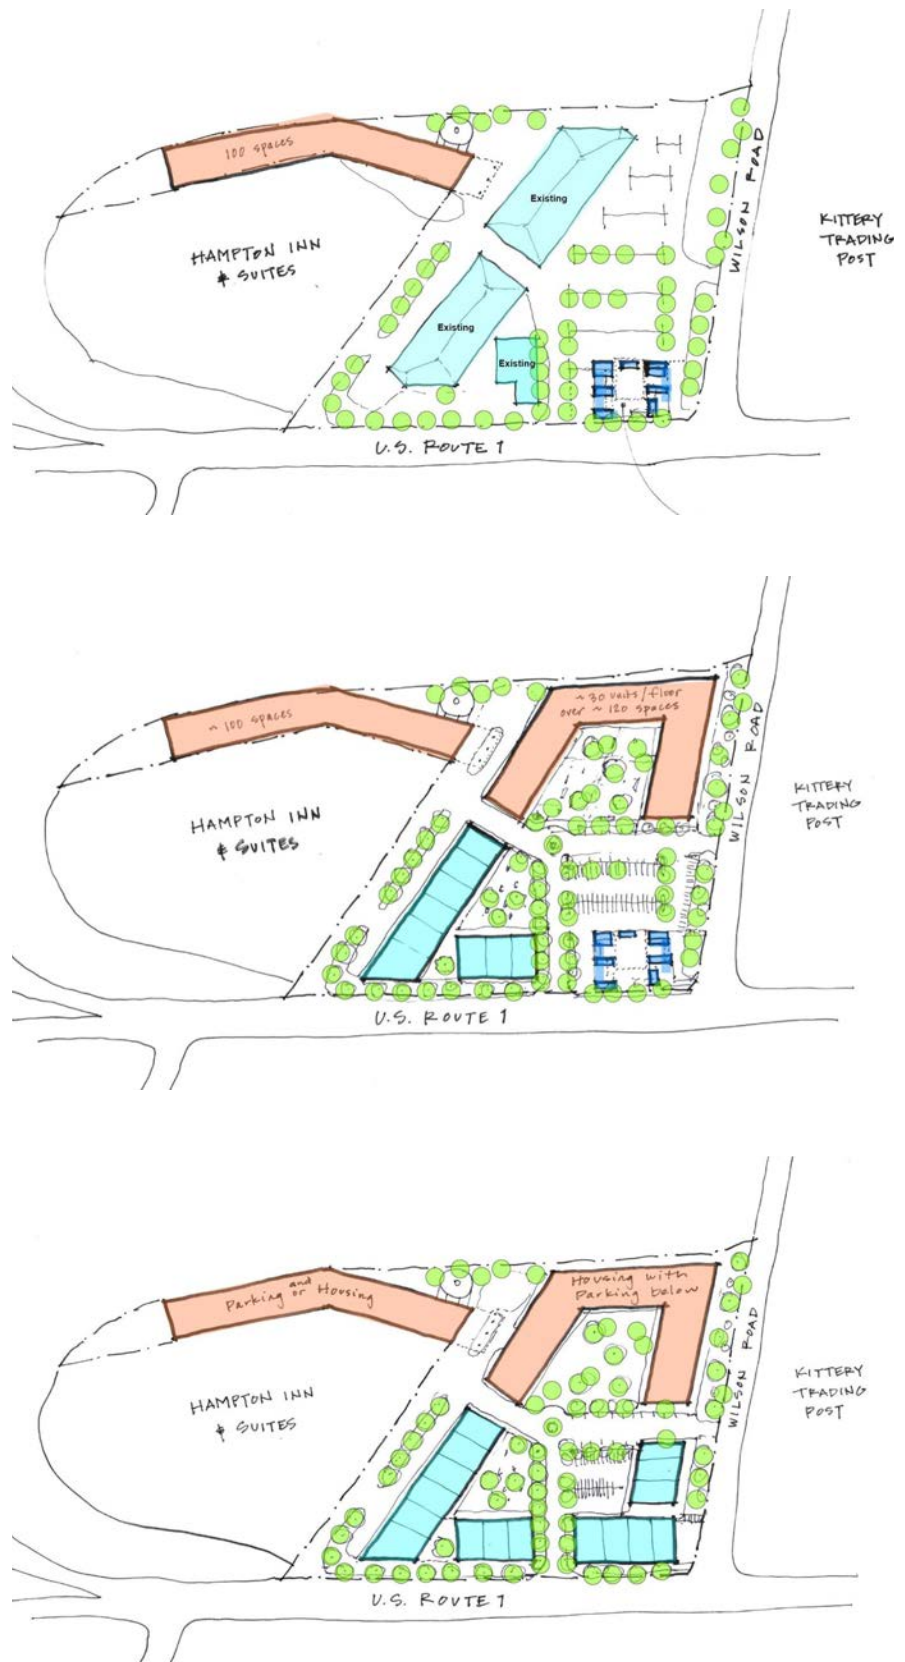 100 spaces
Existing
WILSON ROAD
KITTERY
TRADING
POST
HAMPTON INN
& SUITES
Existing
Existing
U.S. ROUTE 1
~30 units/floor
over ~ 120 spaces
~ 100 spaces
WILSON ROAD
KITTERY
TRADING
POST
HAMPTON INN
& SUITES
U.S. ROUTE 1
Housing with
Parking below
Parking and or Housing
WILSON ROAD
KITTERY
TRADING
POST
HAMPTON INN
& SUITES
U.S. ROUTE 1